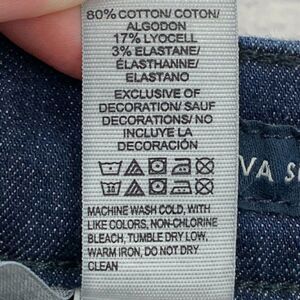 80% COTTON/ COTON/
ALGODON
17% LYOCELL
3% ELASTANE/
ÉLASTHANNE/
ELASTANO
EXCLUSIVE OF
DECORATION/ SAUF
DECORATIONS/ NO
INCLUYE LA
DECORACIÓN
MACHINE WASH COLD, WITH
LIKE COLORS, NON-CHLORINE
BLEACH, TUMBLE DRY LOW,
WARM IRON, DO NOT DRY
CLEAN
VA S